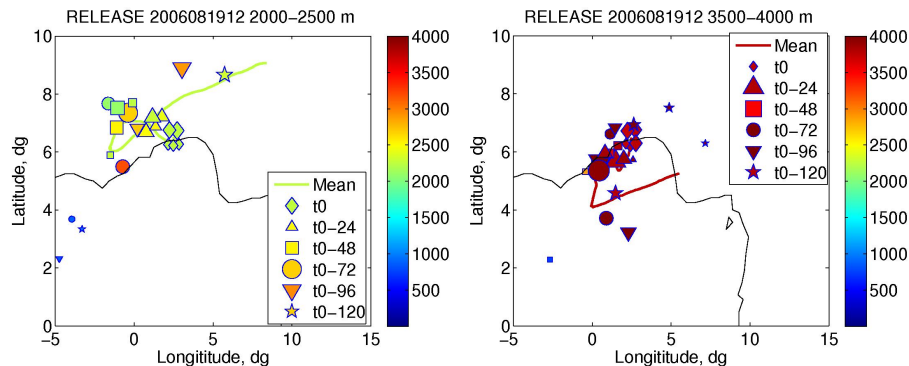 RELEASE 2006081912 2000−2500 m
10
8
6
4
2
0
Latitude, dg
−5
0
5
10
15
Longititude, dg
Mean
t0
t0−24
t0−48
t0−72
t0−96
t0−120
4000
3500
3000
2500
2000
1500
1000
500
RELEASE 2006081912 3500−4000 m
10
8
6
4
2
0
Latitude, dg
−5
0
5
10
15
Longititude, dg
Mean
t0
t0−24
t0−48
t0−72
t0−96
t0−120
4000
3500
3000
2500
2000
1500
1000
500